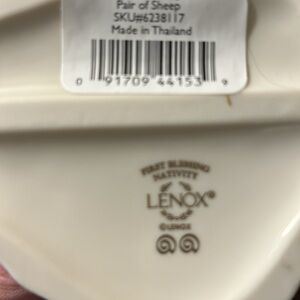 Pair of Sheep
SKU#6238117
Made in Thailand
0 91709 44153 9
FIRST BLESSING
NATIVITY
LENOX®
©LENOX